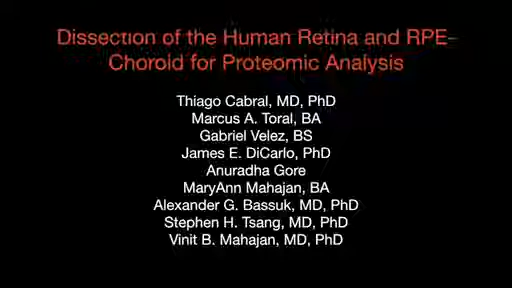 Dissection of the Human Retina and RPE-
Choroid for Proteomic Analysis
Thiago Cabral, MD, PhD
Marcus A. Toral, BA
Gabriel Velez, BS
James E. DiCarlo, PhD
Anuradha Gore
MaryAnn Mahajan, BA
Alexander G. Bassuk, MD, PhD
Stephen H. Tsang, MD, PhD
Vinit B. Mahajan, MD, PhD